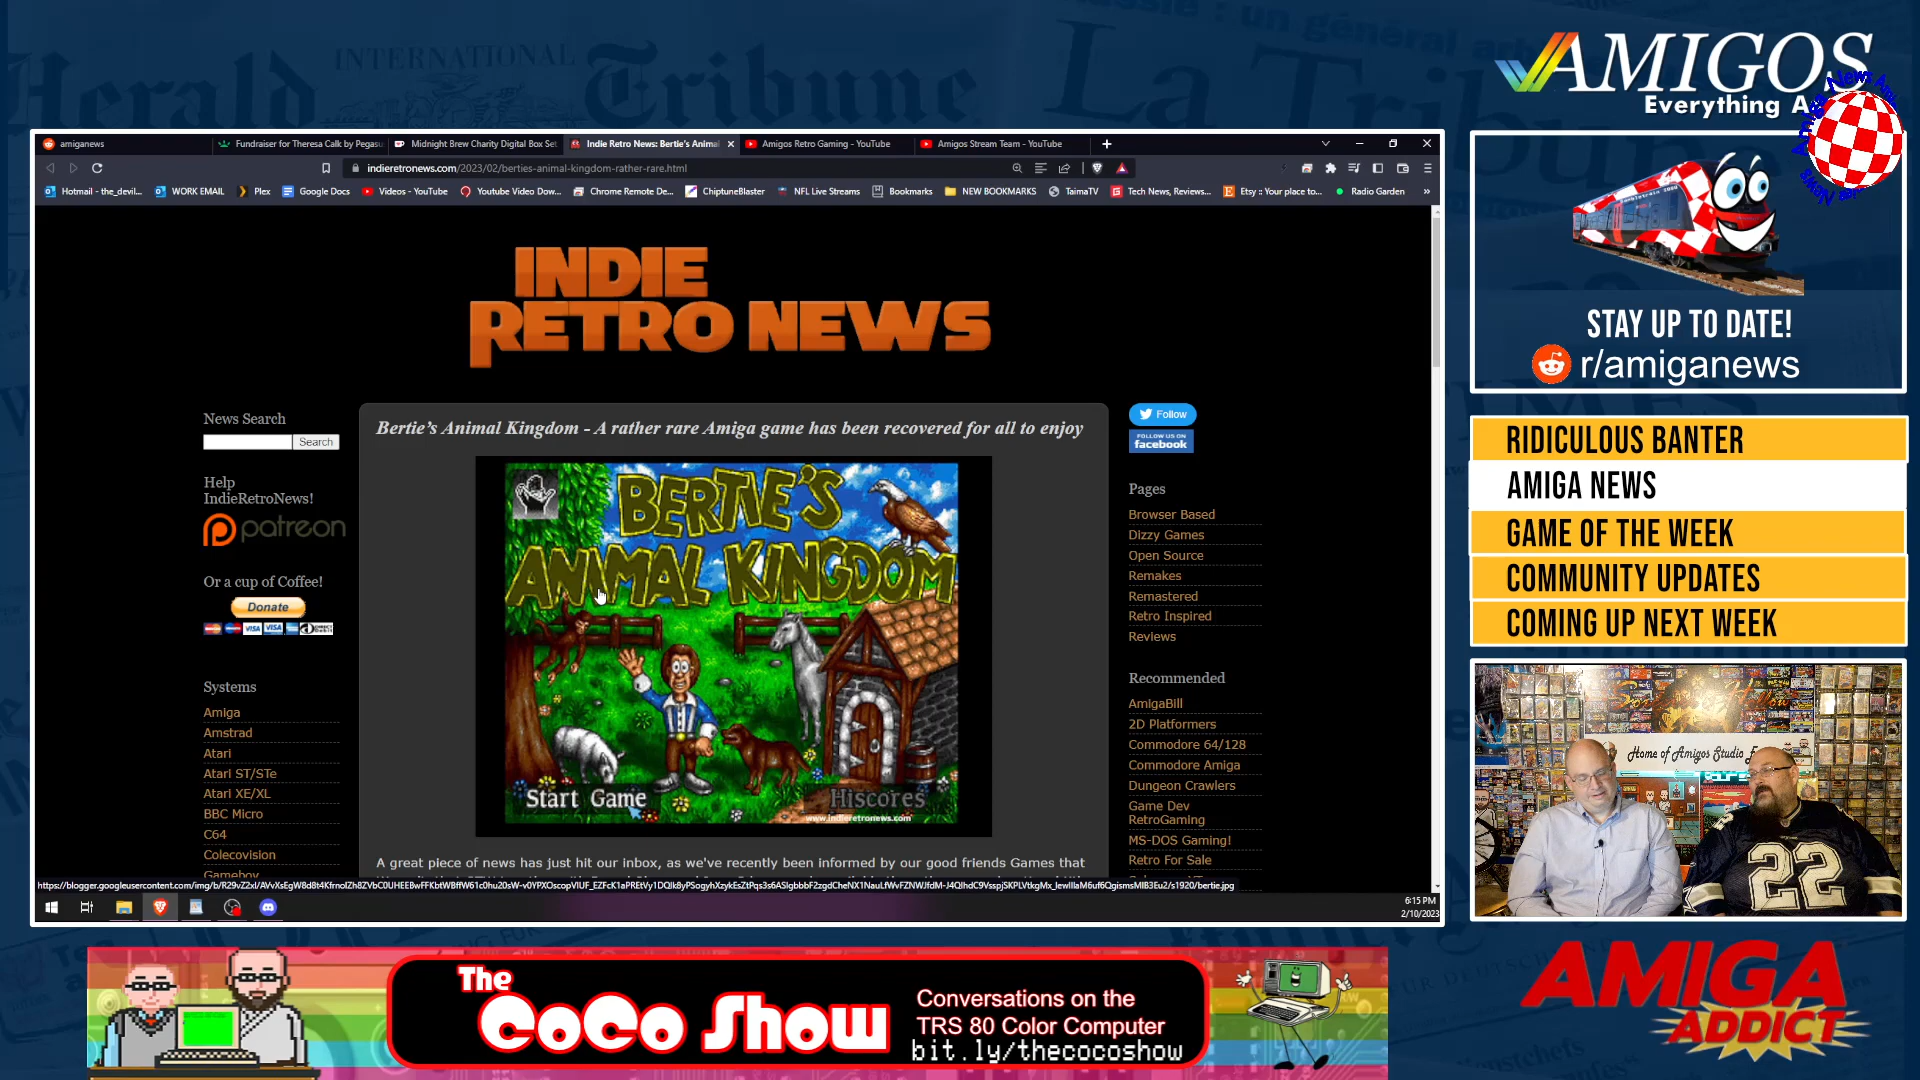 Herald
INTERNATIONAL
Tribune
AMIGOS
Everything A
amiganews
Fundraiser for Theresa Calk by Pegasu
Midnight Brew Charity Digital Box Set
Indie Retro News: Bertie's Animal
Amigos Retro Gaming - YouTube
Amigos Stream Team - YouTube
indieretronews.com/2023/02/berties-animal-kingdom-rather-rare.html
Hotmail - the_devil...
WORK EMAIL
Plex
Google Docs
Videos - YouTube
Youtube Video Dow...
Chrome Remote De...
ChiptuneBlaster
NFL Live Streams
Bookmarks
NEW BOOKMARKS
TaimaTV
Tech News, Reviews...
Etsy :: Your place to...
Radio Garden
INDIE
RETRO NEWS
News Search
Search
Help
IndieRetroNews!
patreon
Or a cup of Coffee!
Donate
Systems
Amiga
Amstrad
Atari
Atari ST/STe
Atari XE/XL
BBC Micro
C64
Colecovision
Gameboy
Bertie's Animal Kingdom - A rather rare Amiga game has been recovered for all to enjoy
BERTIE'S
ANIMAL KINGDOM
Start Game
Hiscores
www.indieretronews.com
A great piece of news has just hit our inbox, as we've recently been informed by our good friends Games that
Follow
FOLLOW US ON
facebook
Pages
Browser Based
Dizzy Games
Open Source
Remakes
Remastered
Retro Inspired
Reviews
Recommended
AmigaBill
2D Platformers
Commodore 64/128
Commodore Amiga
Dungeon Crawlers
Game Dev
RetroGaming
MS-DOS Gaming!
Retro For Sale
6:15 PM
2/10/2023
STAY UP TO DATE!
r/amiganews
RIDICULOUS BANTER
AMIGA NEWS
GAME OF THE WEEK
COMMUNITY UPDATES
COMING UP NEXT WEEK
Home of Amigos Studio
22
The
CoCo Show
Conversations on the
TRS 80 Color Computer
bit.ly/thecocoshow
AMIGA
ADDICT